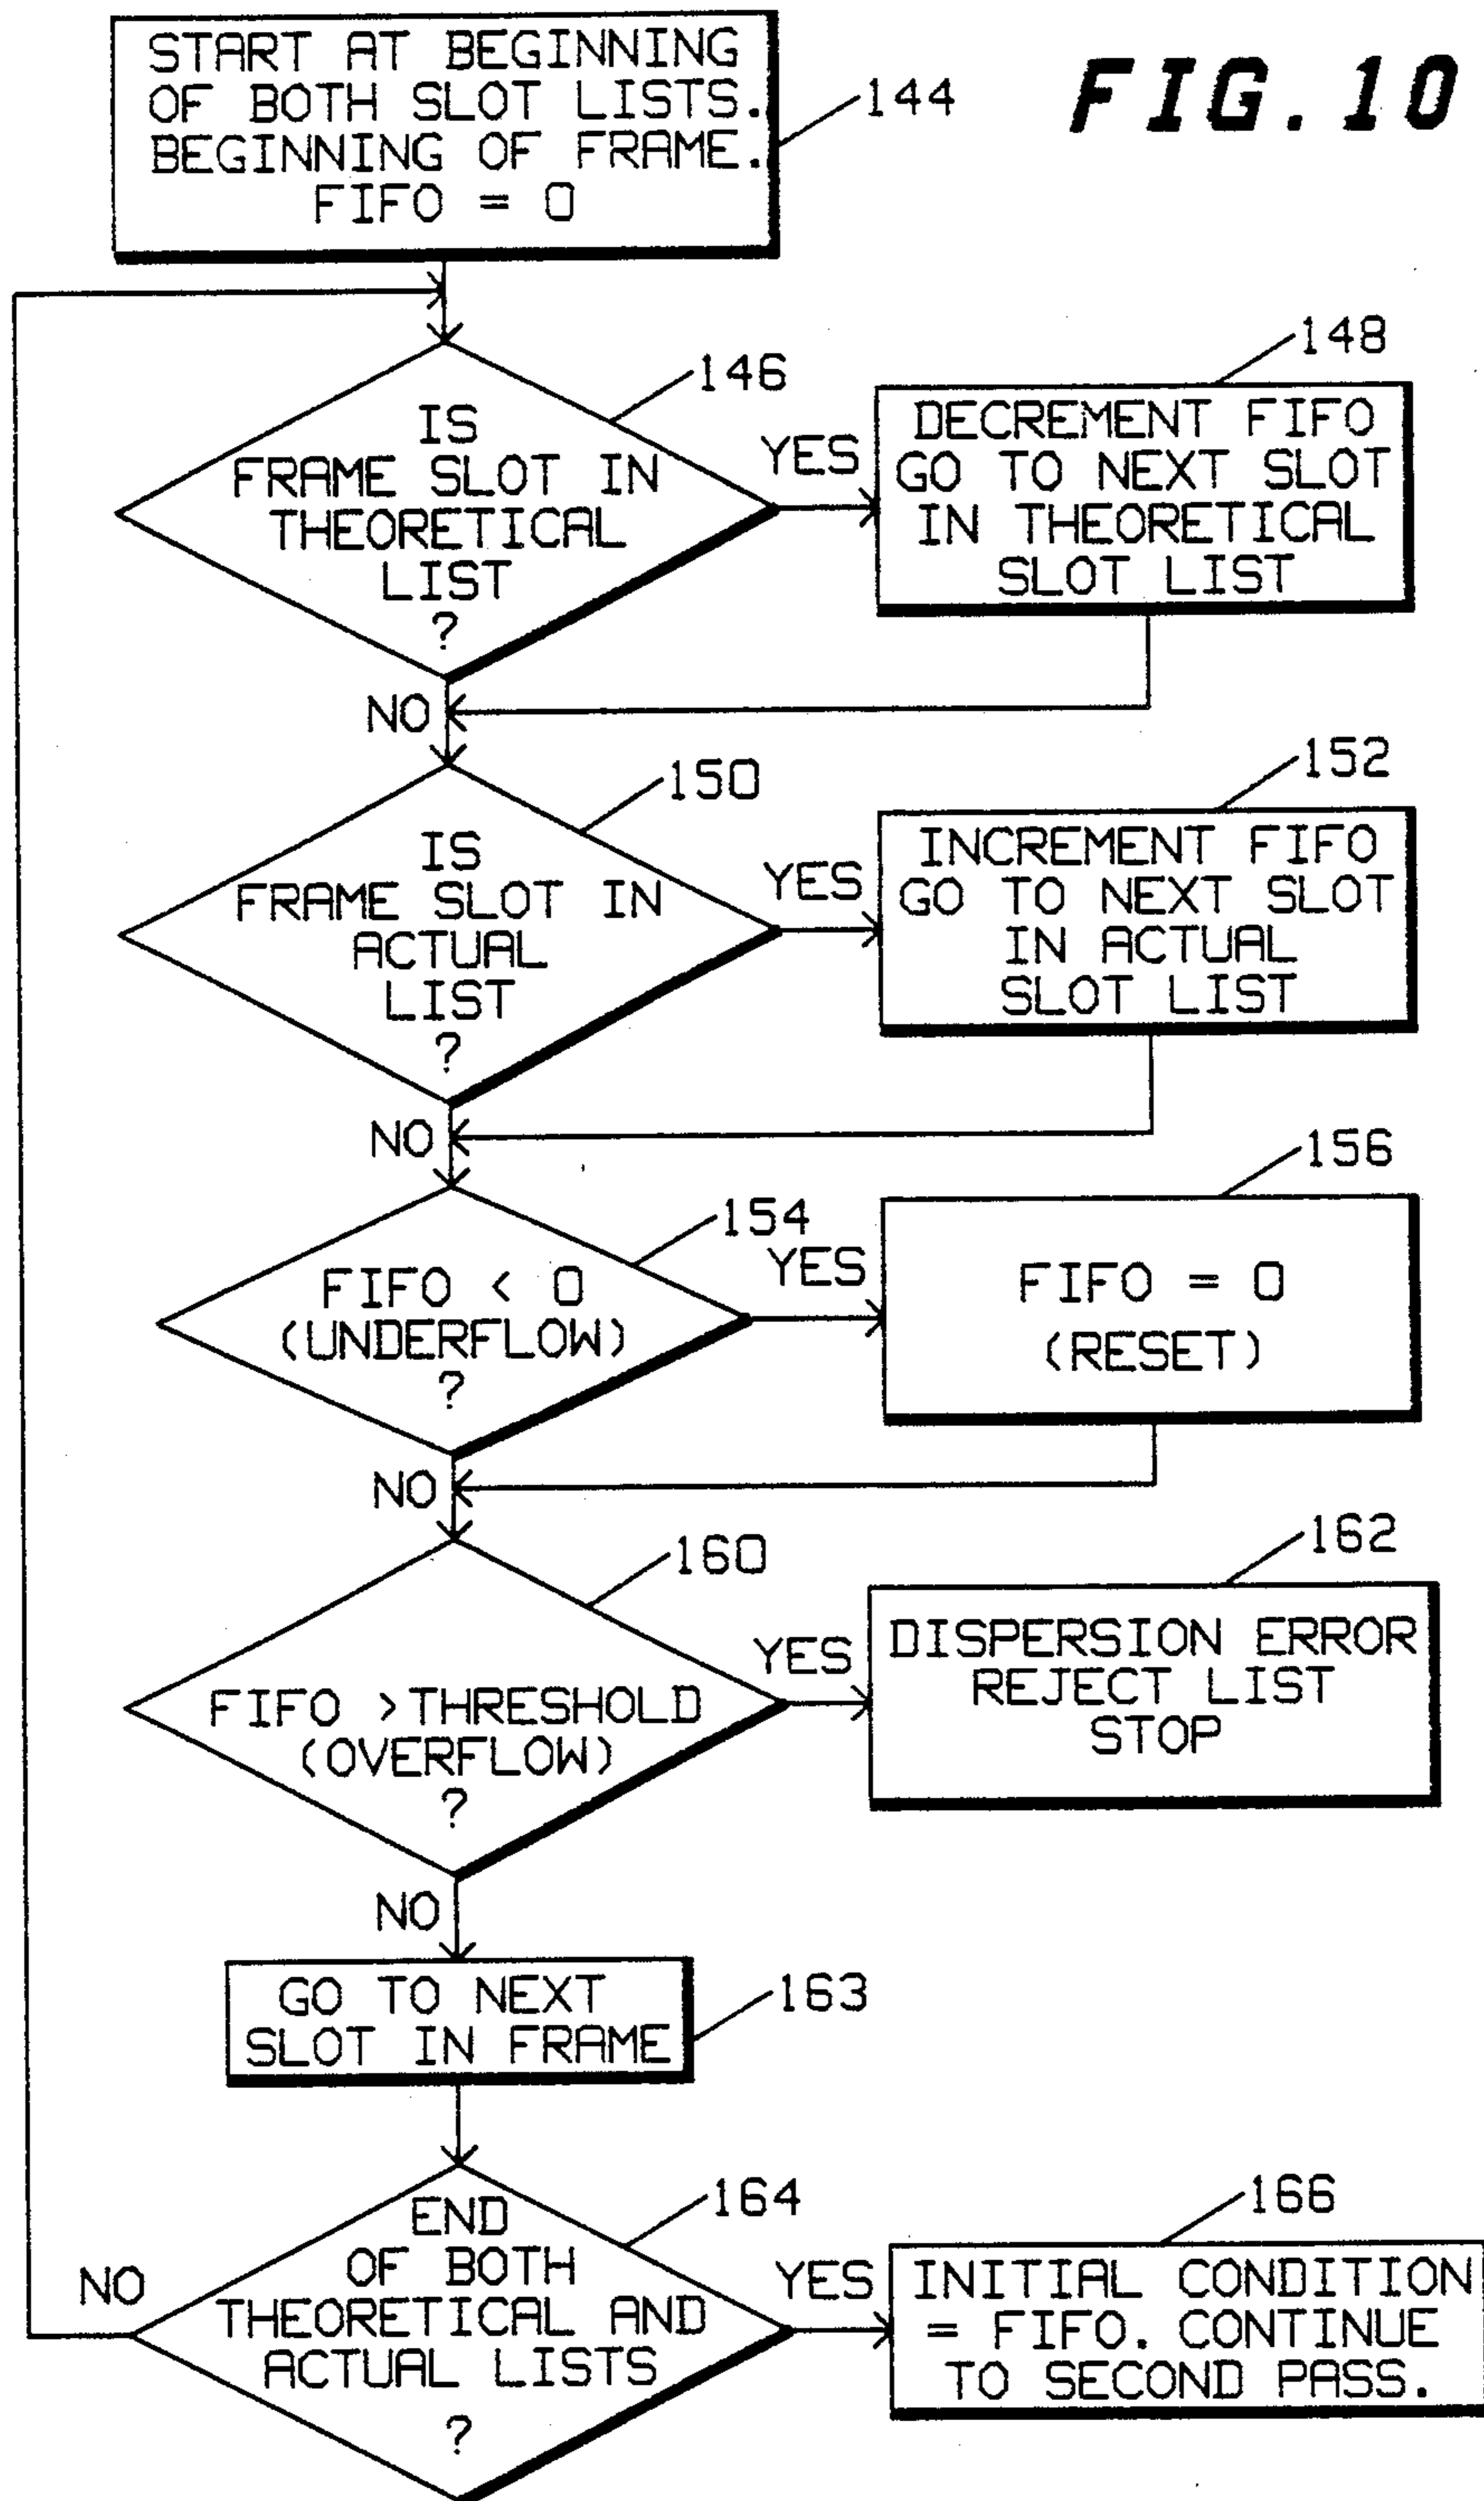 FIG. 10
START AT BEGINNING
OF BOTH SLOT LISTS.
BEGINNING OF FRAME.
FIFO = 0
144
IS
FRAME SLOT IN
THEORETICAL
LIST
?
146
YES
NO
DECREMENT FIFO
GO TO NEXT SLOT
IN THEORETICAL
SLOT LIST
148
IS
FRAME SLOT IN
ACTUAL
LIST
?
150
YES
NO
INCREMENT FIFO
GO TO NEXT SLOT
IN ACTUAL
SLOT LIST
152
FIFO < 0
(UNDERFLOW)
?
154
YES
NO
FIFO = 0
(RESET)
156
FIFO >THRESHOLD
(OVERFLOW)
?
160
YES
NO
DISPERSION ERROR
REJECT LIST
STOP
162
GO TO NEXT
SLOT IN FRAME
163
END
OF BOTH
THEORETICAL AND
ACTUAL LISTS
?
164
NO
YES
INITIAL CONDITION
= FIFO. CONTINUE
TO SECOND PASS.
166